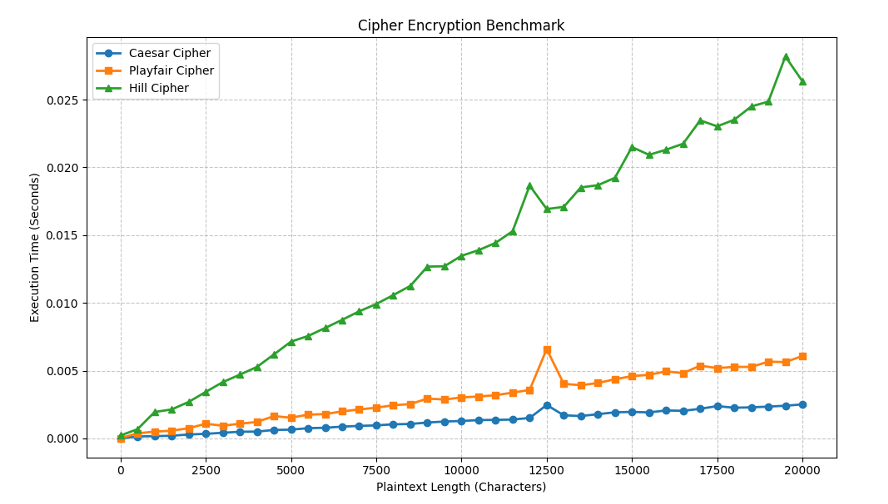 Cipher Encryption Benchmark
Caesar Cipher
Playfair Cipher
Hill Cipher
Execution Time (Seconds)
0.025
0.020
0.015
0.010
0.005
0.000
0 2500 5000 7500 10000 12500 15000 17500 20000
Plaintext Length (Characters)